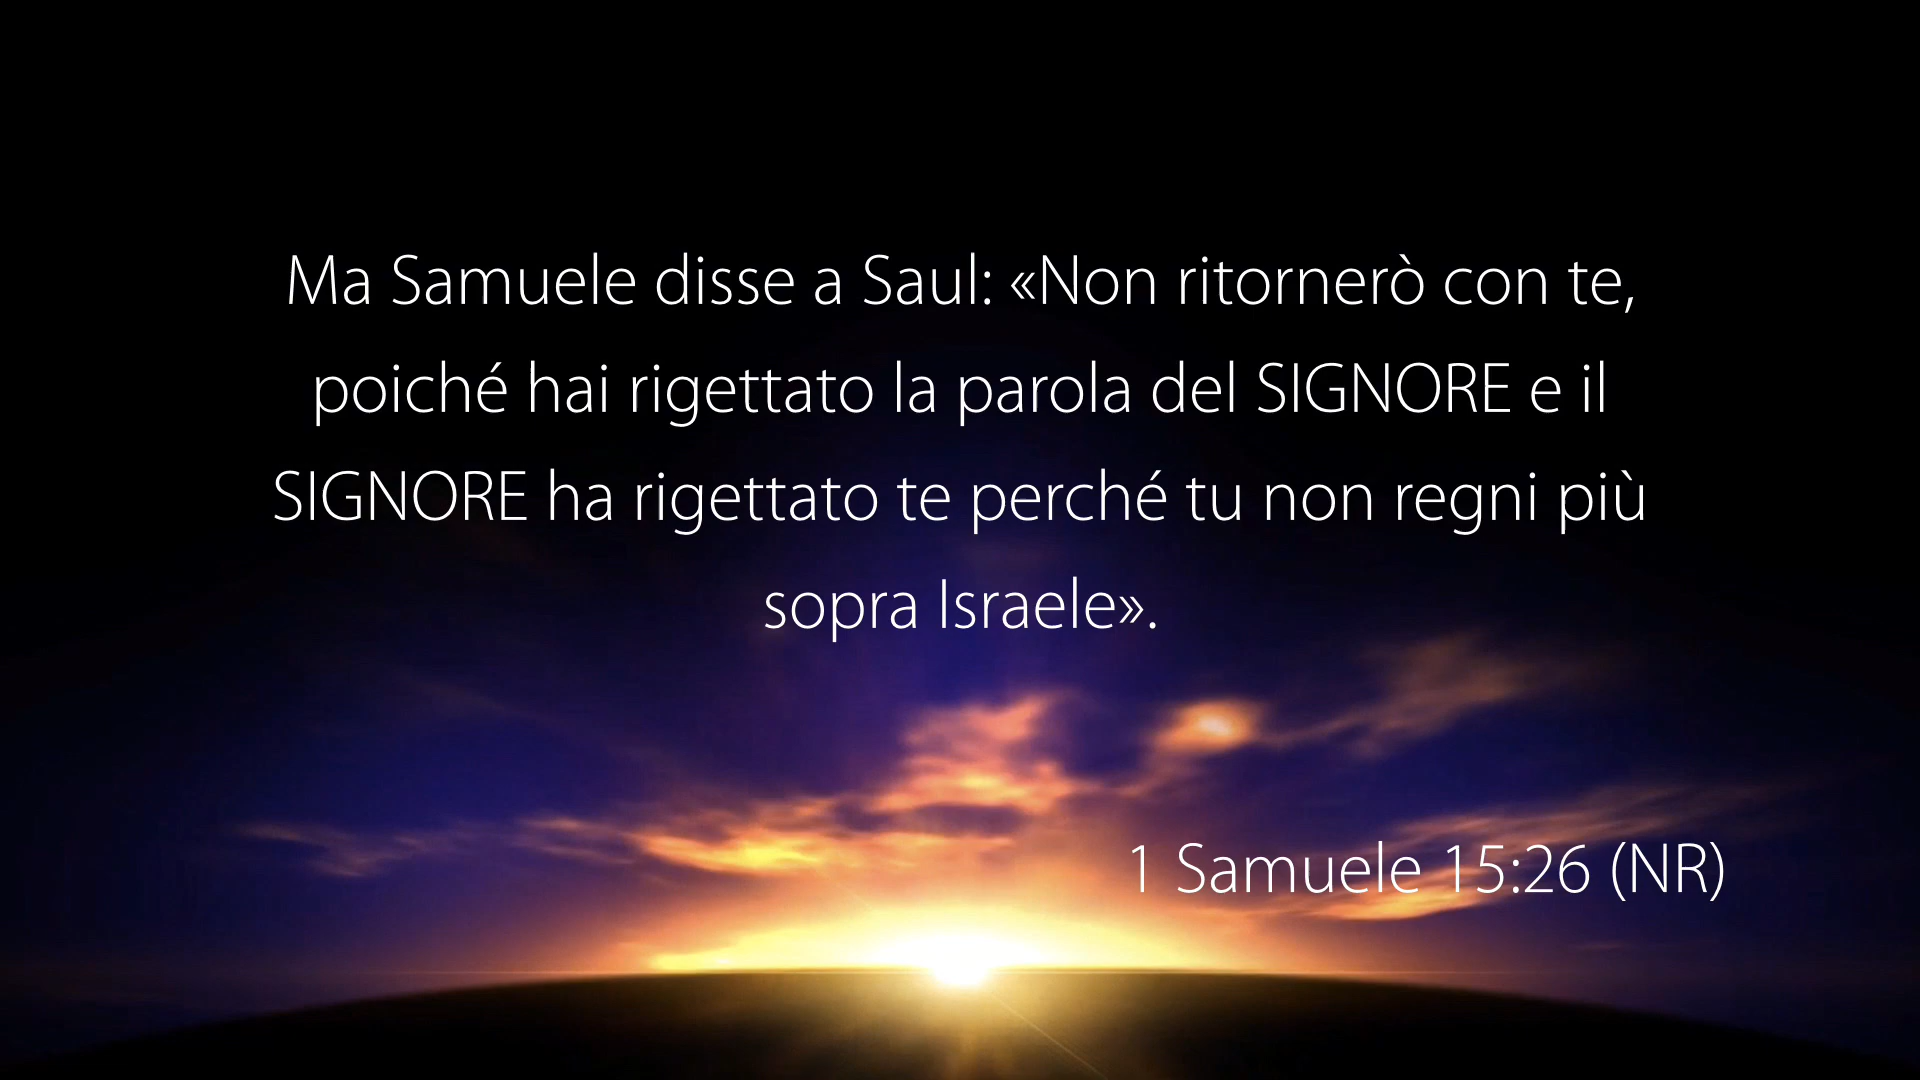 Ma Samuele disse a Saul: «Non ritornerò con te,
poiché hai rigettato la parola del SIGNORE e il
SIGNORE ha rigettato te perché tu non regni più
sopra Israele».
1 Samuele 15:26 (NR)